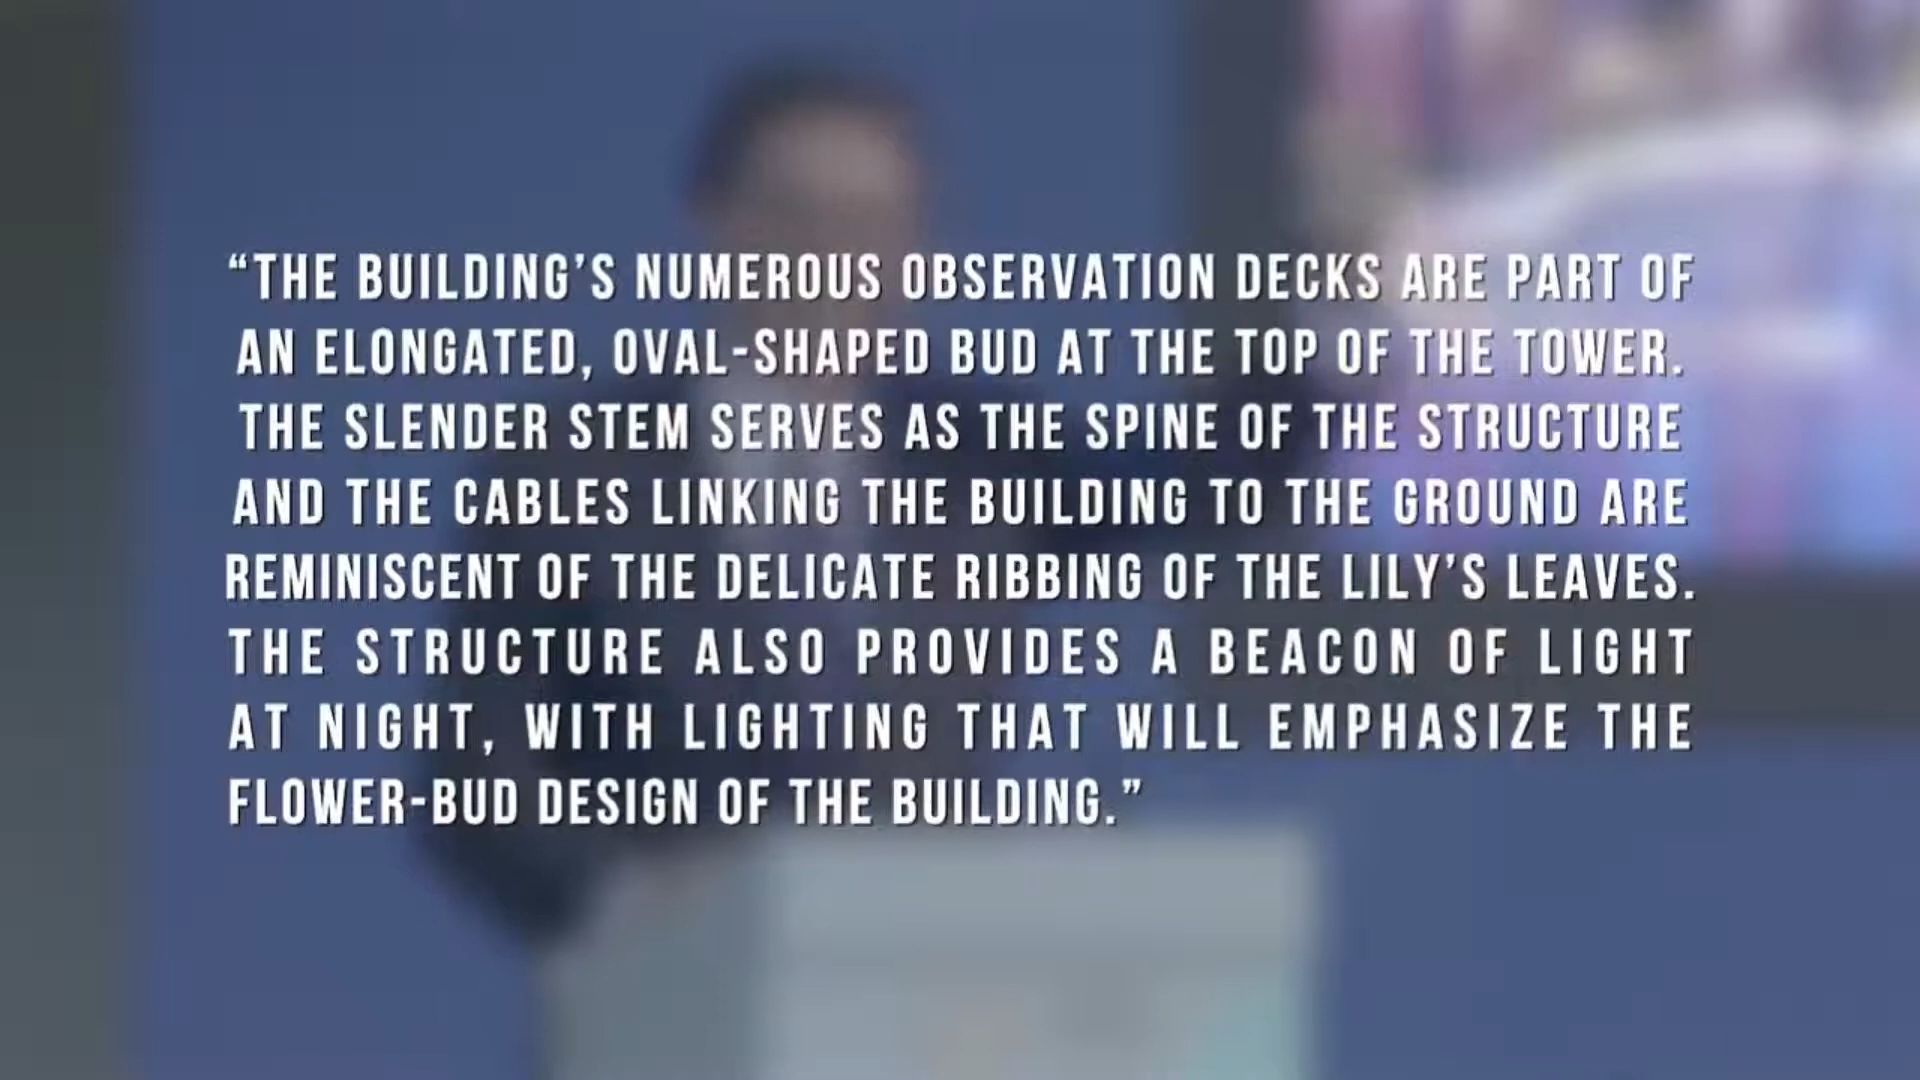 “THE BUILDING’S NUMEROUS OBSERVATION DECKS ARE PART OF
AN ELONGATED, OVAL-SHAPED BUD AT THE TOP OF THE TOWER.
THE SLENDER STEM SERVES AS THE SPINE OF THE STRUCTURE
AND THE CABLES LINKING THE BUILDING TO THE GROUND ARE
REMINISCENT OF THE DELICATE RIBBING OF THE LILY’S LEAVES.
THE STRUCTURE ALSO PROVIDES A BEACON OF LIGHT
AT NIGHT, WITH LIGHTING THAT WILL EMPHASIZE THE
FLOWER-BUD DESIGN OF THE BUILDING.”